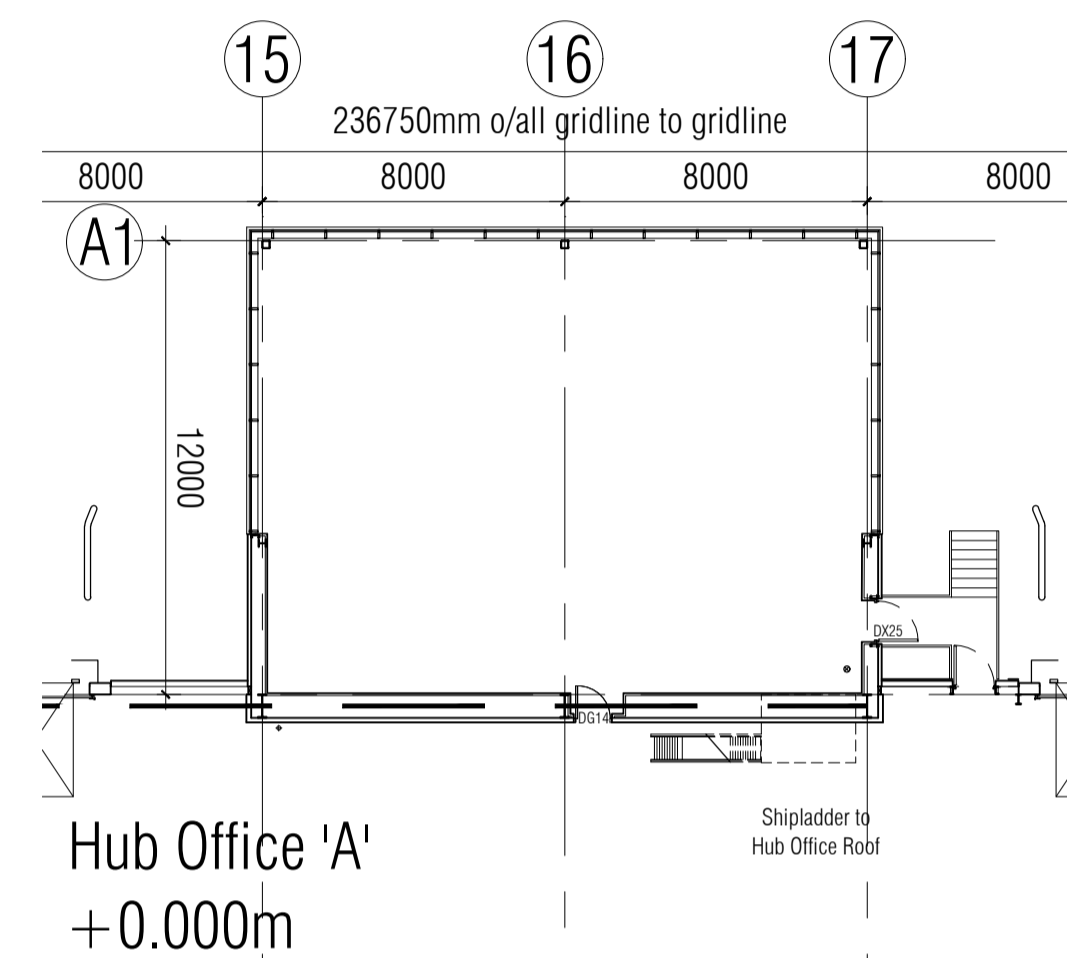 15 16 17
236750mm o/all gridline to gridline
8000 8000 8000 8000
A1
12000
DX25
DG14
Shipladder to
Hub Office Roof
Hub Office 'A'
+0.000m